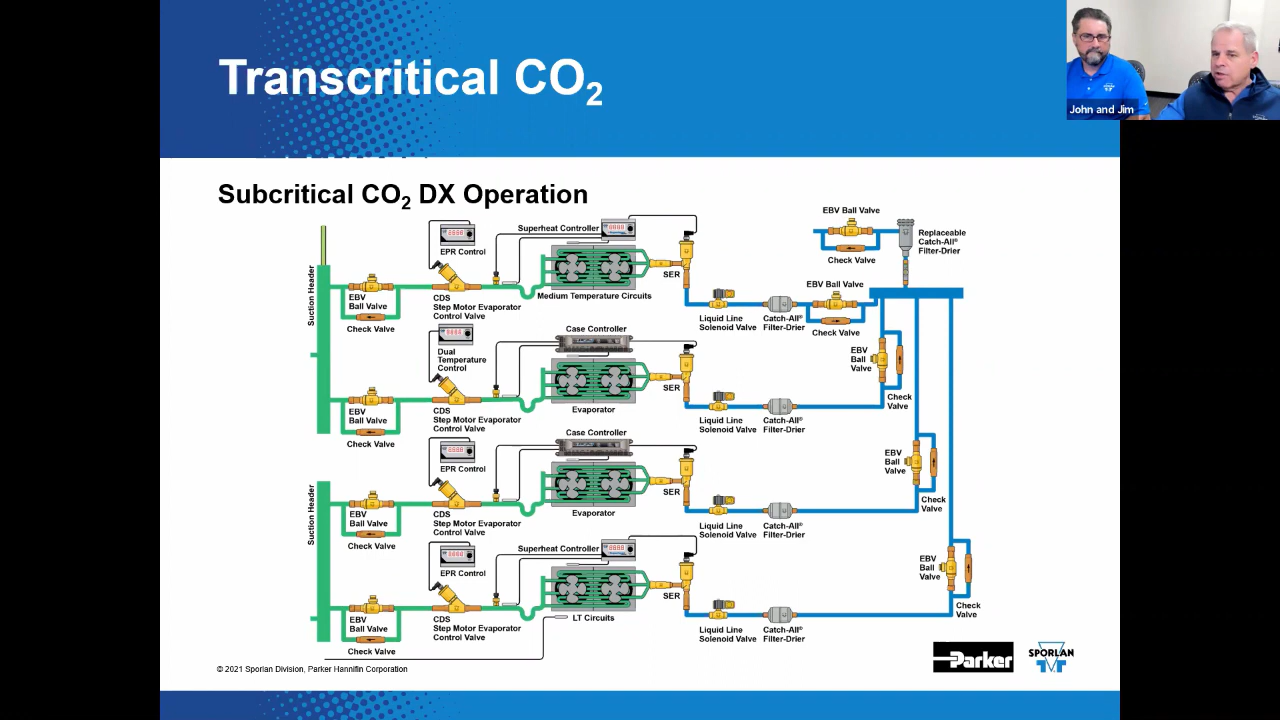 Transcritical CO2
John and Jim
Subcritical CO2 DX Operation
EBV Ball Valve
Replaceable
Catch-All®
Filter-Drier
Check Valve
Suction Header
EPR Control
Superheat Controller
SER
Medium Temperature Circuits
EBV
Ball Valve
Check Valve
CDS
Step Motor Evaporator
Control Valve
Liquid Line
Solenoid Valve
Catch-All®
Filter-Drier
EBV Ball Valve
Check Valve
Dual
Temperature
Control
Case Controller
SER
Evaporator
EBV
Ball Valve
Check Valve
CDS
Step Motor Evaporator
Control Valve
Liquid Line
Solenoid Valve
Catch-All®
Filter-Drier
EBV
Ball
Valve
Check
Valve
Suction Header
EPR Control
Case Controller
SER
Evaporator
EBV
Ball Valve
Check Valve
CDS
Step Motor Evaporator
Control Valve
Liquid Line
Solenoid Valve
Catch-All®
Filter-Drier
EBV
Ball
Valve
Check
Valve
EPR Control
Superheat Controller
SER
LT Circuits
EBV
Ball Valve
Check Valve
CDS
Step Motor Evaporator
Control Valve
Liquid Line
Solenoid Valve
Catch-All®
Filter-Drier
EBV
Ball
Valve
Check
Valve
© 2021 Sporlan Division, Parker Hannifin Corporation
Parker
SPORLAN